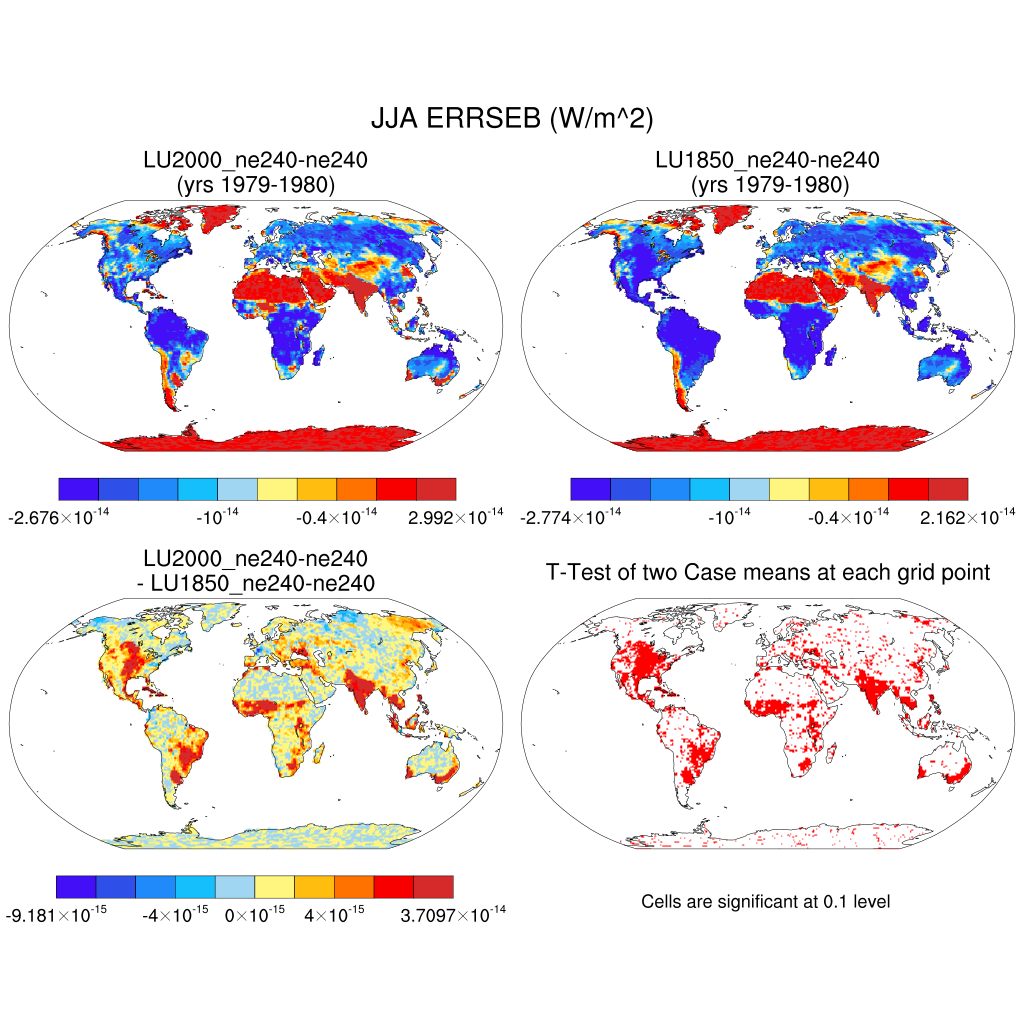 JJA ERRSEB (W/m^2)
LU2000_ne240-ne240
(yrs 1979-1980)
LU1850_ne240-ne240
(yrs 1979-1980)
-2.676×10⁻¹⁴ -10⁻¹⁴ -0.4×10⁻¹⁴ 2.992×10⁻¹⁴
-2.774×10⁻¹⁴ -10⁻¹⁴ -0.4×10⁻¹⁴ 2.162×10⁻¹⁴
LU2000_ne240-ne240
- LU1850_ne240-ne240
T-Test of two Case means at each grid point
-9.181×10⁻¹⁵ -4×10⁻¹⁵ 0×10⁻¹⁵ 4×10⁻¹⁵ 3.7097×10⁻¹⁴
Cells are significant at 0.1 level